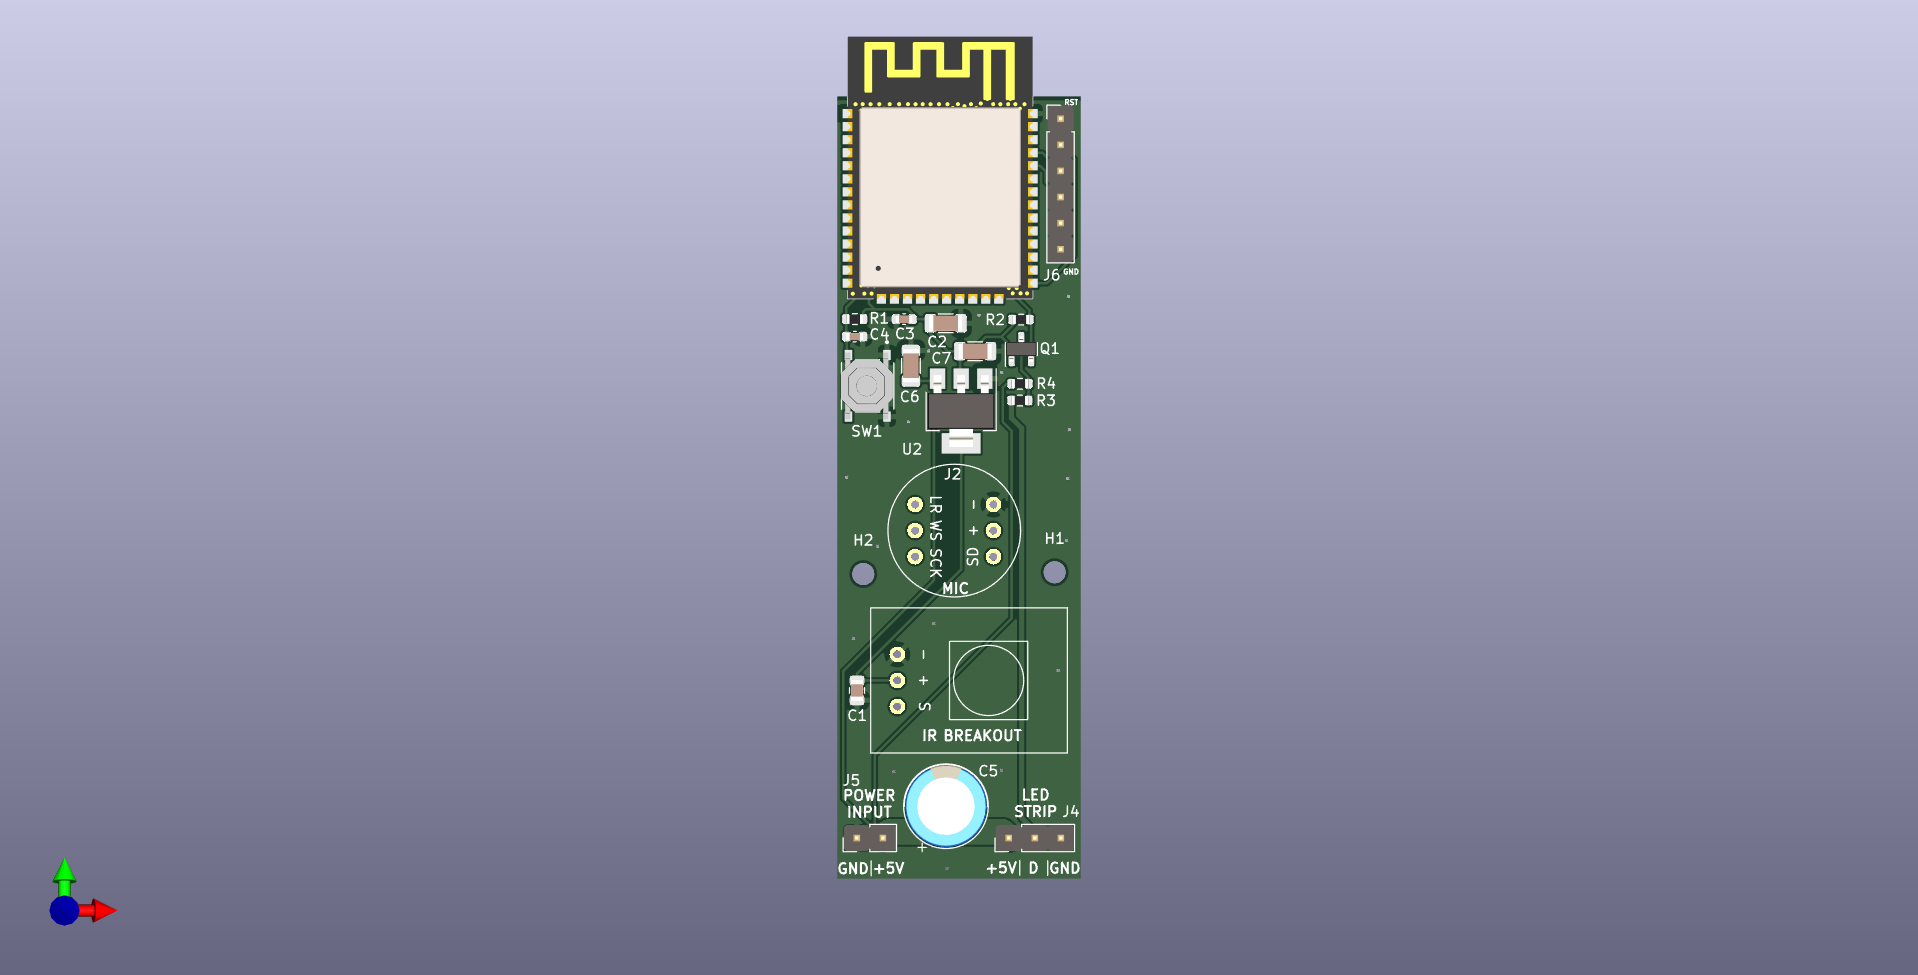 RST
J6 GND
R1
C3
C2
R2
C4
C7
Q1
C6
R4
R3
SW1
U2
J2
LR
WS
SCK
-
+
SD
MIC
H2
H1
-
+
S
C1
IR BREAKOUT
C5
J5
POWER
INPUT
LED
STRIP J4
+
GND|+5V
+5V| D |GND